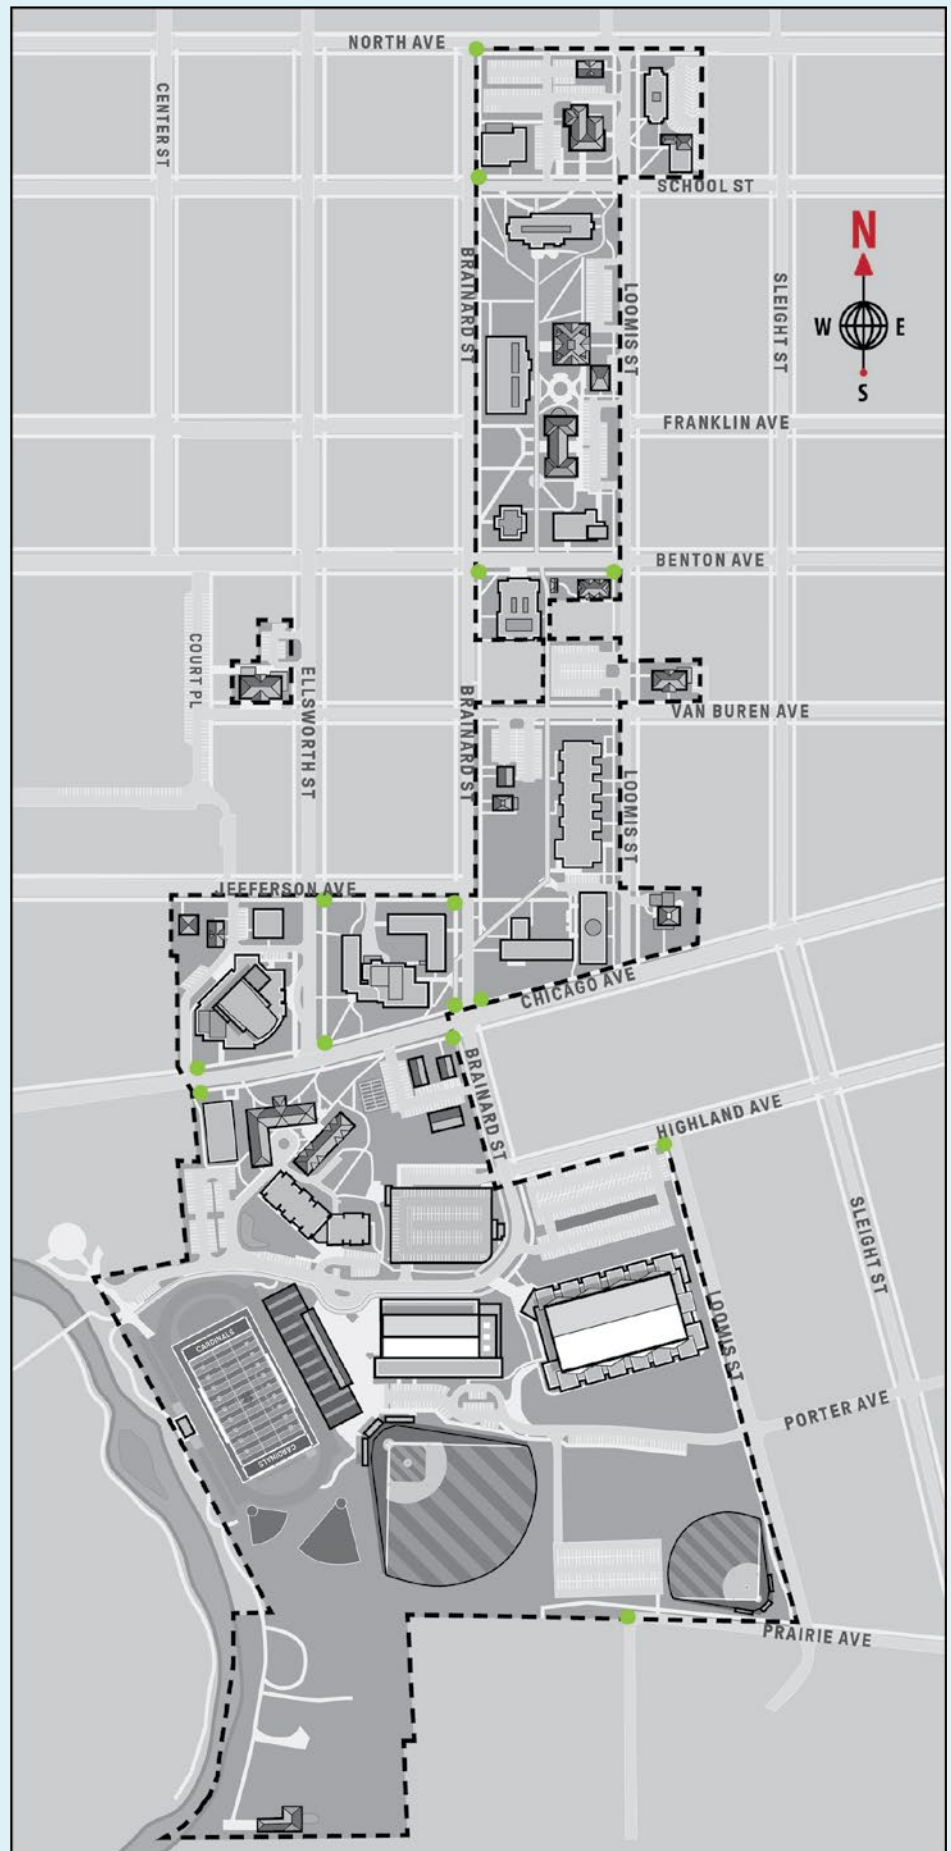 NORTH AVE
CENTER ST
SCHOOL ST
N
W E
S
BRAINARD ST
LOOMIS ST
SLEIGHT ST
FRANKLIN AVE
BENTON AVE
COURT PL
ELLSWORTH ST
BRAINARD ST
VAN BUREN AVE
LOOMIS ST
JEFFERSON AVE
CHICAGO AVE
BRAINARD ST
HIGHLAND AVE
SLEIGHT ST
LOOMIS ST
CARDINALS
CARDINALS
PORTER AVE
PRAIRIE AVE